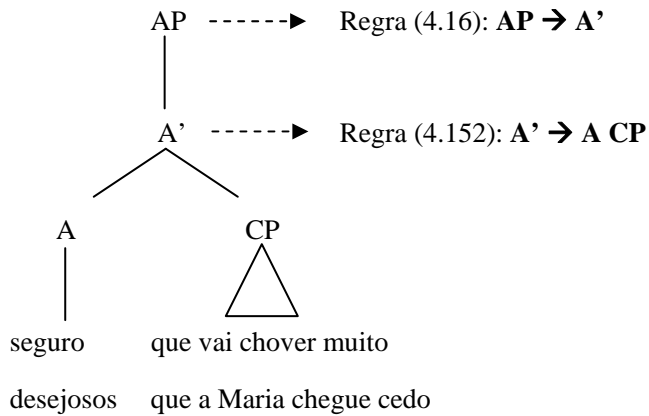 AP Regra (4.16): AP → A’
A’ Regra (4.152): A’ → A CP
A CP
seguro que vai chover muito
desejosos que a Maria chegue cedo